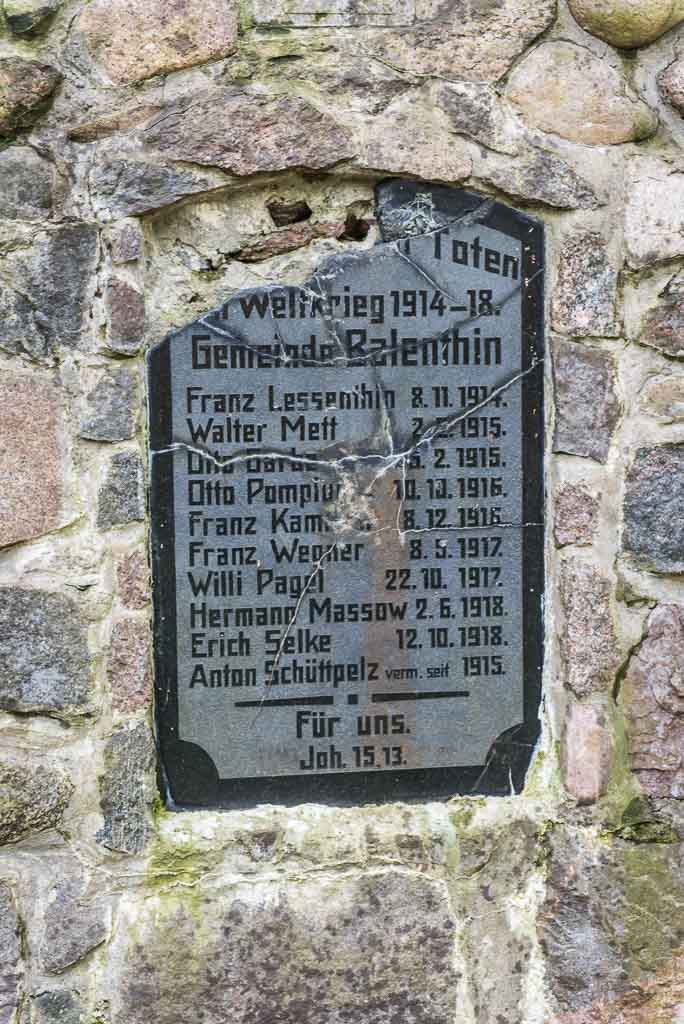 Toten
Weltkrieg 1914-18.
Gemeinde Balenthin
Franz Lessenthin 8.11.1914.
Walter Mett 1915.
Otto 2.1915.
Otto 10.10.1916.
Franz 8.12.1916.
Franz Wegner 8.5.1917.
Willi Pagel 22.10.1917.
Hermann Massow 2.6.1918.
Erich Selke 12.10.1918.
Anton Schüttpelz verm. seit 1915.
Für uns.
Joh. 15,13.